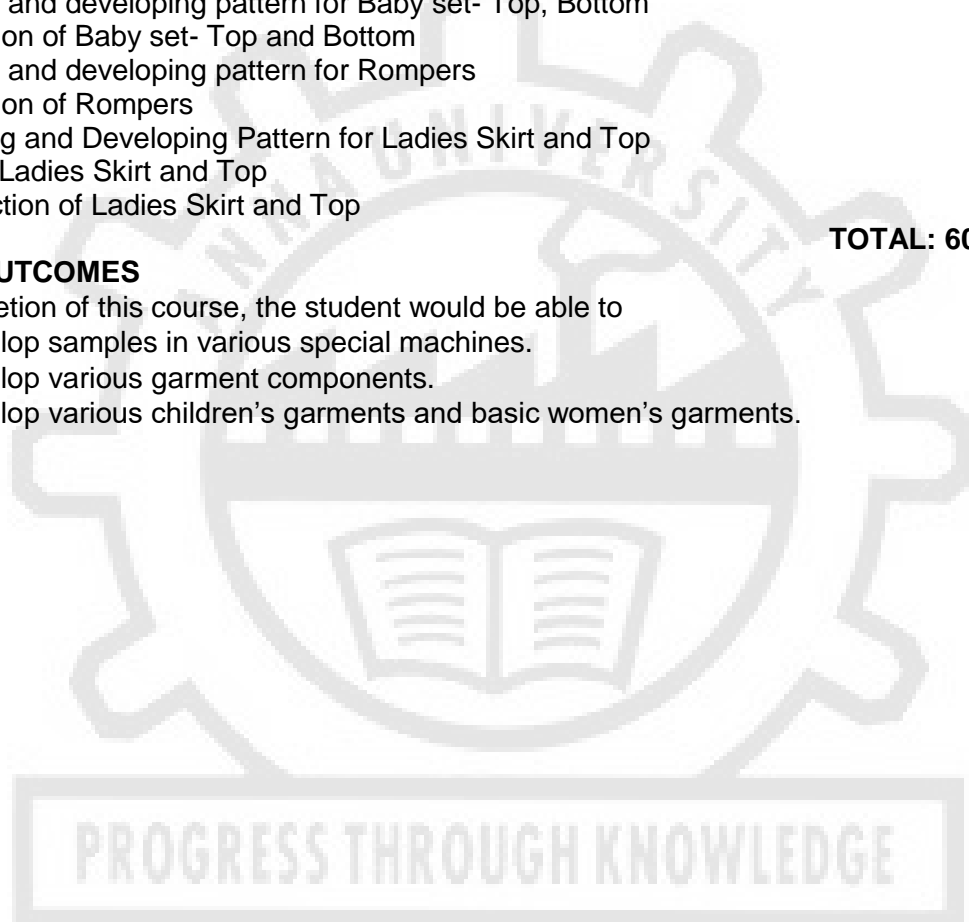 and developing pattern for Baby set- Top, Bottom
on of Baby set- Top and Bottom
and developing pattern for Rompers
on of Rompers
g and Developing Pattern for Ladies Skirt and Top
Ladies Skirt and Top
ction of Ladies Skirt and Top
TOTAL: 60
UTCOMES
etion of this course, the student would be able to
lop samples in various special machines.
lop various garment components.
lop various children's garments and basic women's garments.
ANNA UNIVERSITY
PROGRESS THROUGH KNOWLEDGE